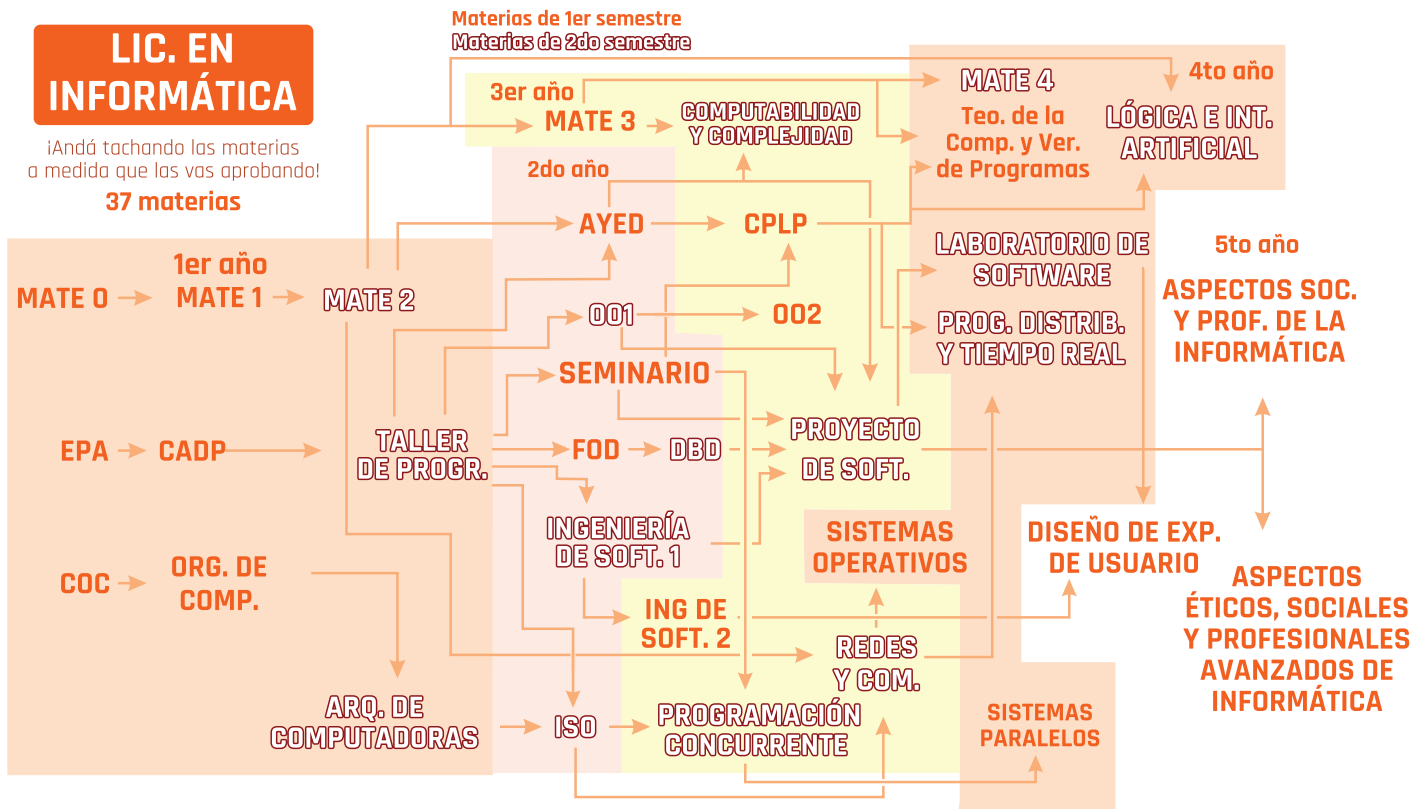 LIC. EN
INFORMÁTICA
¡Andá tachando las materias
a medida que las vas aprobando!
37 materias
Materias de 1er semestre
Materias de 2do semestre
1er año
MATE 0
MATE 1
MATE 2
EPA
CADP
TALLER
DE PROGR.
COC
ORG. DE
COMP.
ARQ. DE
COMPUTADORAS
2do año
AYED
OO1
SEMINARIO
FOD
DBD
INGENIERÍA
DE SOFT. 1
ISO
3er año
MATE 3
COMPUTABILIDAD
Y COMPLEJIDAD
CPLP
OO2
PROYECTO
DE SOFT.
ING DE
SOFT. 2
REDES
Y COM.
PROGRAMACIÓN
CONCURRENTE
4to año
MATE 4
Teo. de la
Comp. y Ver.
de Programas
LÓGICA E INT.
ARTIFICIAL
LABORATORIO DE
SOFTWARE
PROG. DISTRIB.
Y TIEMPO REAL
SISTEMAS
OPERATIVOS
SISTEMAS
PARALELOS
5to año
ASPECTOS SOC.
Y PROF. DE LA
INFORMÁTICA
DISEÑO DE EXP.
DE USUARIO
ASPECTOS
ÉTICOS, SOCIALES
Y PROFESIONALES
AVANZADOS DE
INFORMÁTICA